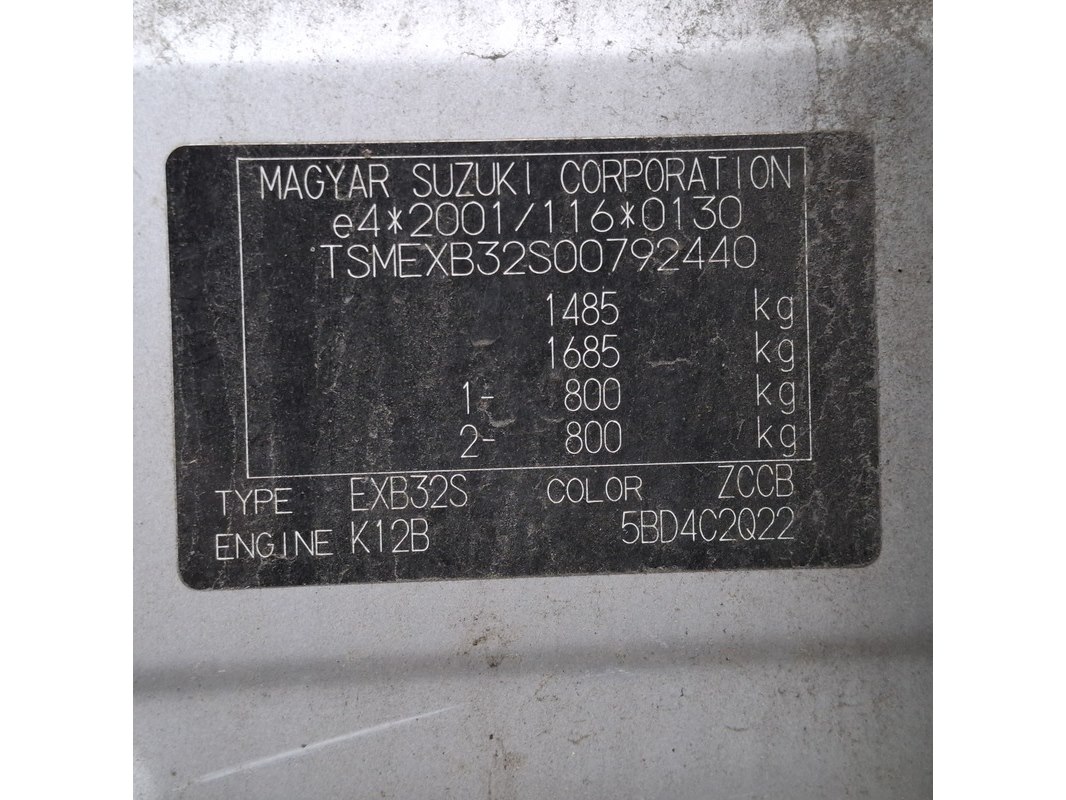 MAGYAR SUZUKI CORPORATION
e4*2001/116*0130
TSMEXB32S00792440
1485 kg
1685 kg
1- 800 kg
2- 800 kg
TYPE EXB32S COLOR ZCCB
ENGINE K12B 5BD4C2Q22